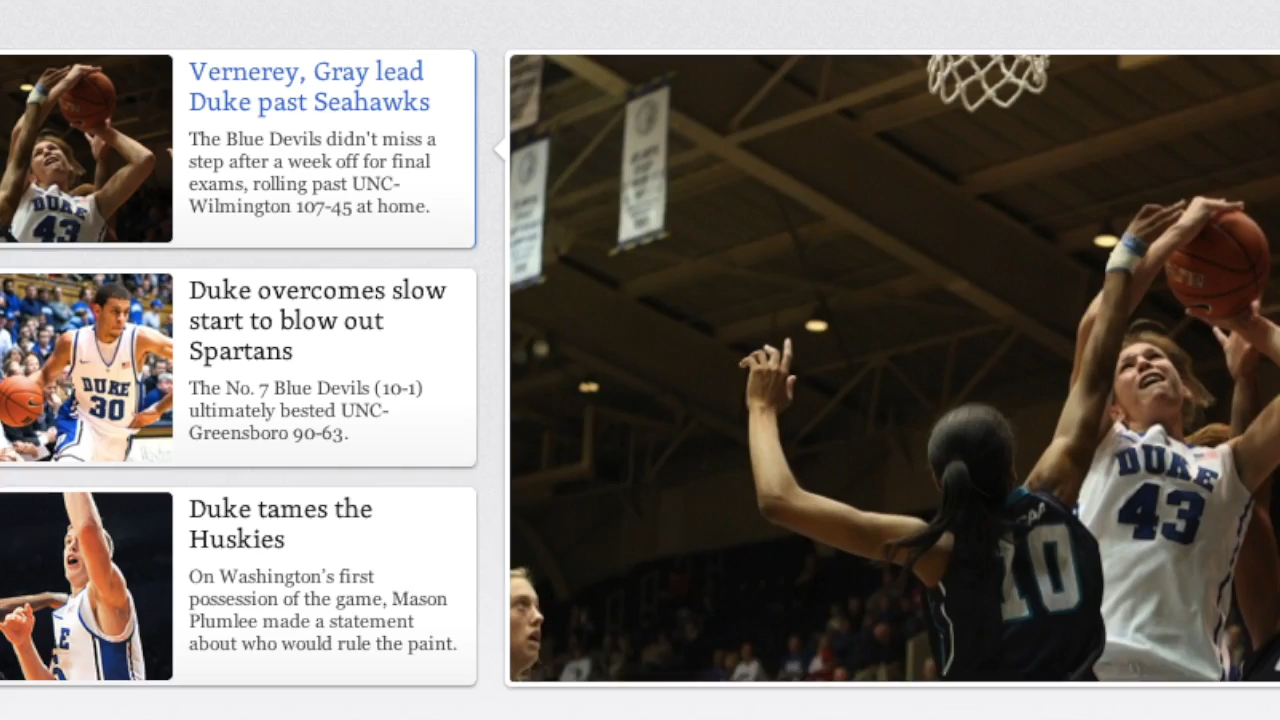 Vernerey, Gray lead
Duke past Seahawks
The Blue Devils didn't miss a
step after a week off for final
exams, rolling past UNC-
Wilmington 107-45 at home.
DUKE
43
Duke overcomes slow
start to blow out
Spartans
The No. 7 Blue Devils (10-1)
ultimately bested UNC-
Greensboro 90-63.
DUKE
30
Duke tames the
Huskies
On Washington's first
possession of the game, Mason
Plumlee made a statement
about who would rule the paint.
DUKE
43
10